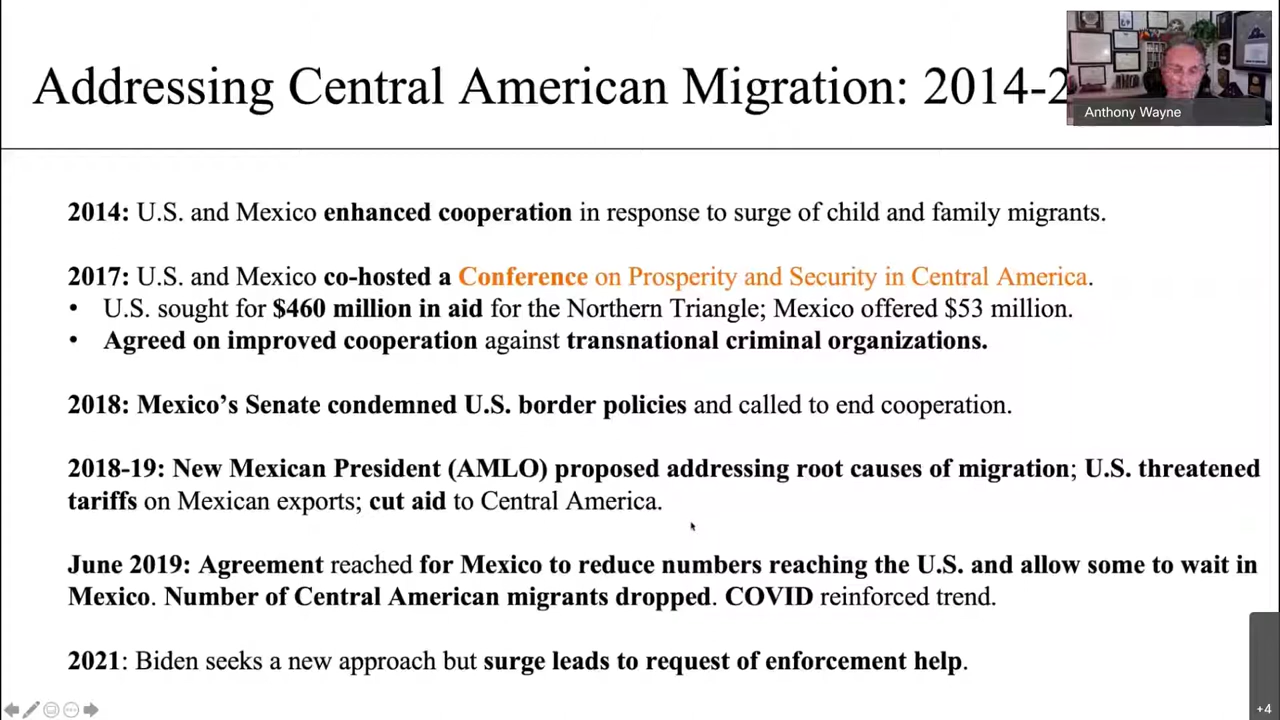 Addressing Central American Migration: 2014-2
Anthony Wayne
2014: U.S. and Mexico enhanced cooperation in response to surge of child and family migrants.
2017: U.S. and Mexico co-hosted a Conference on Prosperity and Security in Central America.
• U.S. sought for $460 million in aid for the Northern Triangle; Mexico offered $53 million.
• Agreed on improved cooperation against transnational criminal organizations.
2018: Mexico’s Senate condemned U.S. border policies and called to end cooperation.
2018-19: New Mexican President (AMLO) proposed addressing root causes of migration; U.S. threatened
tariffs on Mexican exports; cut aid to Central America.
June 2019: Agreement reached for Mexico to reduce numbers reaching the U.S. and allow some to wait in
Mexico. Number of Central American migrants dropped. COVID reinforced trend.
2021: Biden seeks a new approach but surge leads to request of enforcement help.
+4